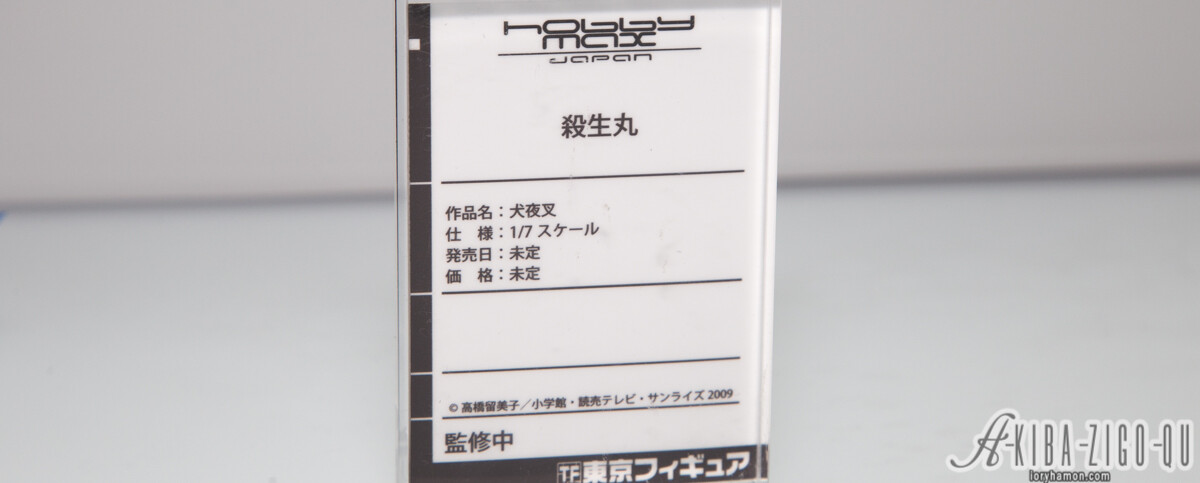 hobby
max
JAPAN
殺生丸
作品名：犬夜叉
仕　様：1/7 スケール
発売日：未定
価　格：未定
© 高橋留美子／小学館・読売テレビ・サンライズ 2009
監修中
TF 東京フィギュア
AKIBA-ZIGO-QU
loryhamon.com